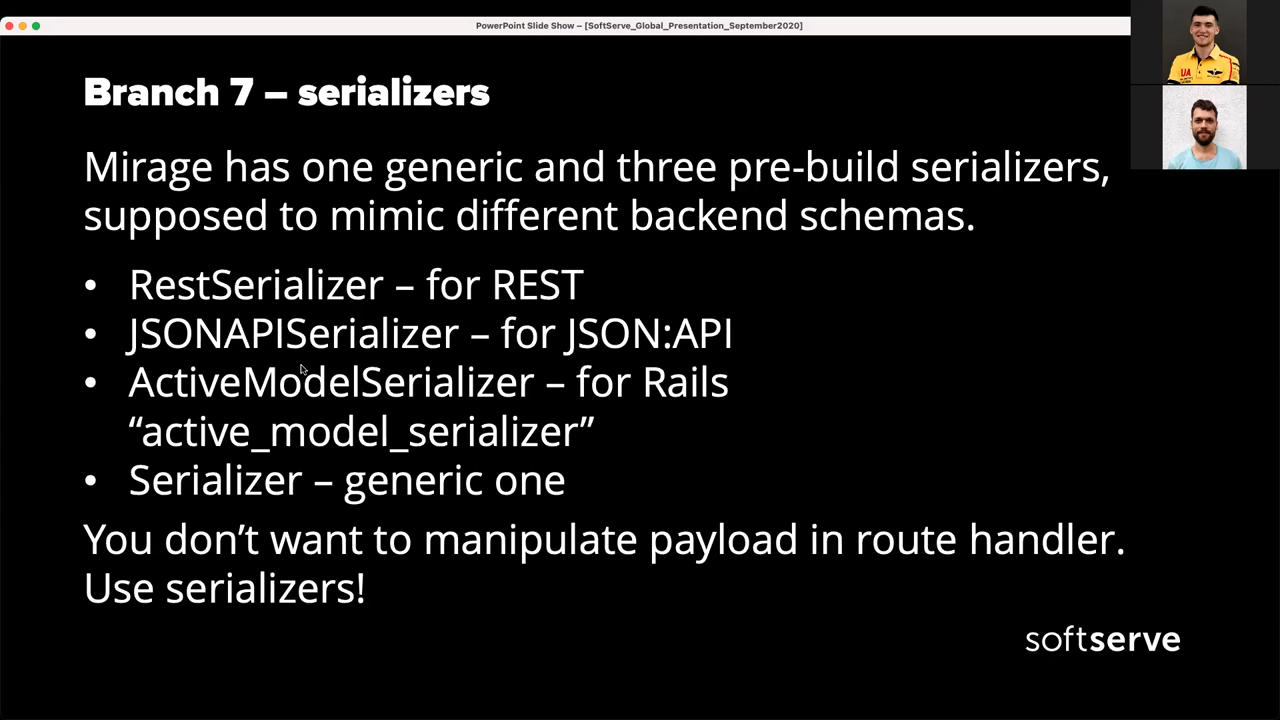 PowerPoint Slide Show – [SoftServe_Global_Presentation_September2020]
Branch 7 – serializers
Mirage has one generic and three pre-build serializers,
supposed to mimic different backend schemas.
• RestSerializer – for REST
• JSONAPISerializer – for JSON:API
• ActiveModelSerializer – for Rails
“active_model_serializer”
• Serializer – generic one
You don’t want to manipulate payload in route handler.
Use serializers!
softserve
UA